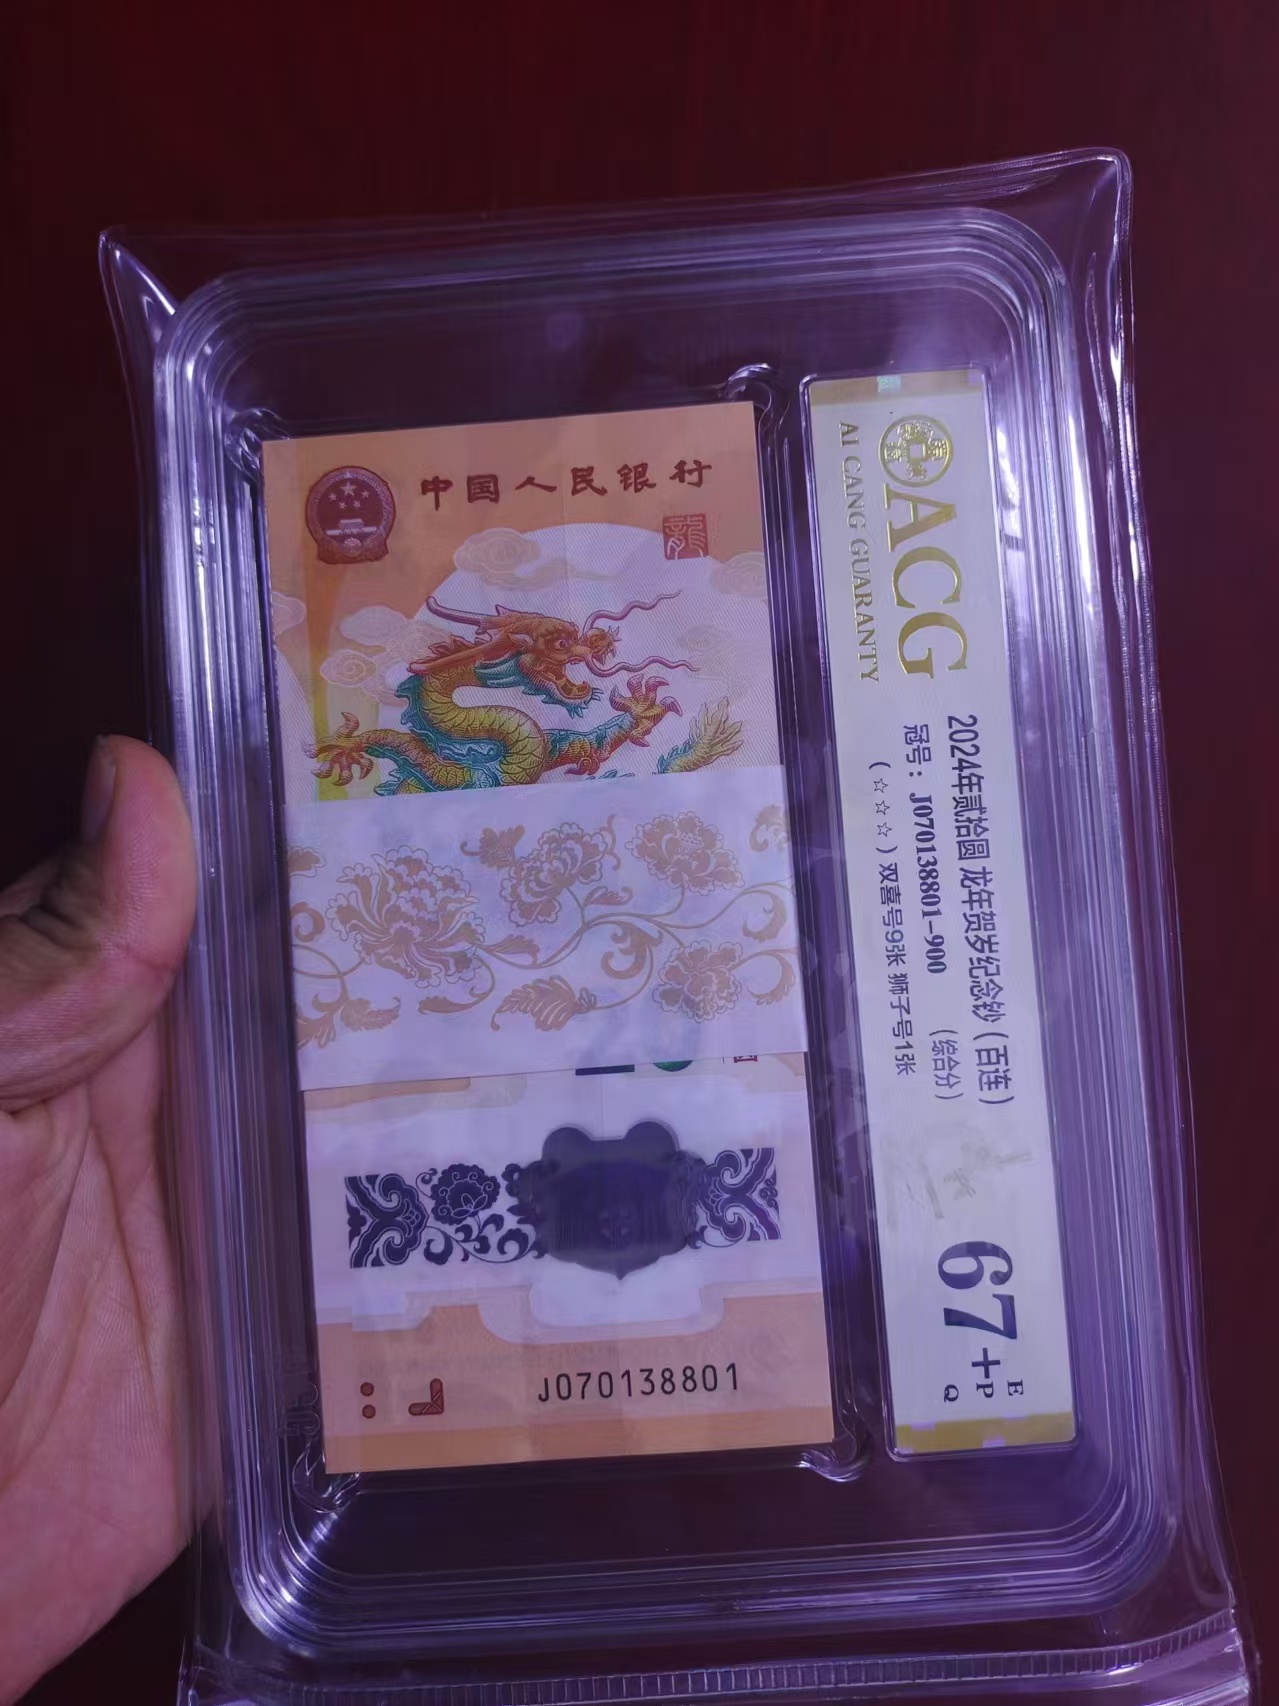 中国人民银行
龍
J070138801
ACG
AI CANG GUARANTY
2024年贰拾圆 龙年贺岁纪念钞（百连）
冠号：J070138801-900 （综合分）
（☆☆☆）双喜号9张 狮子号1张
67+
E
P
Q